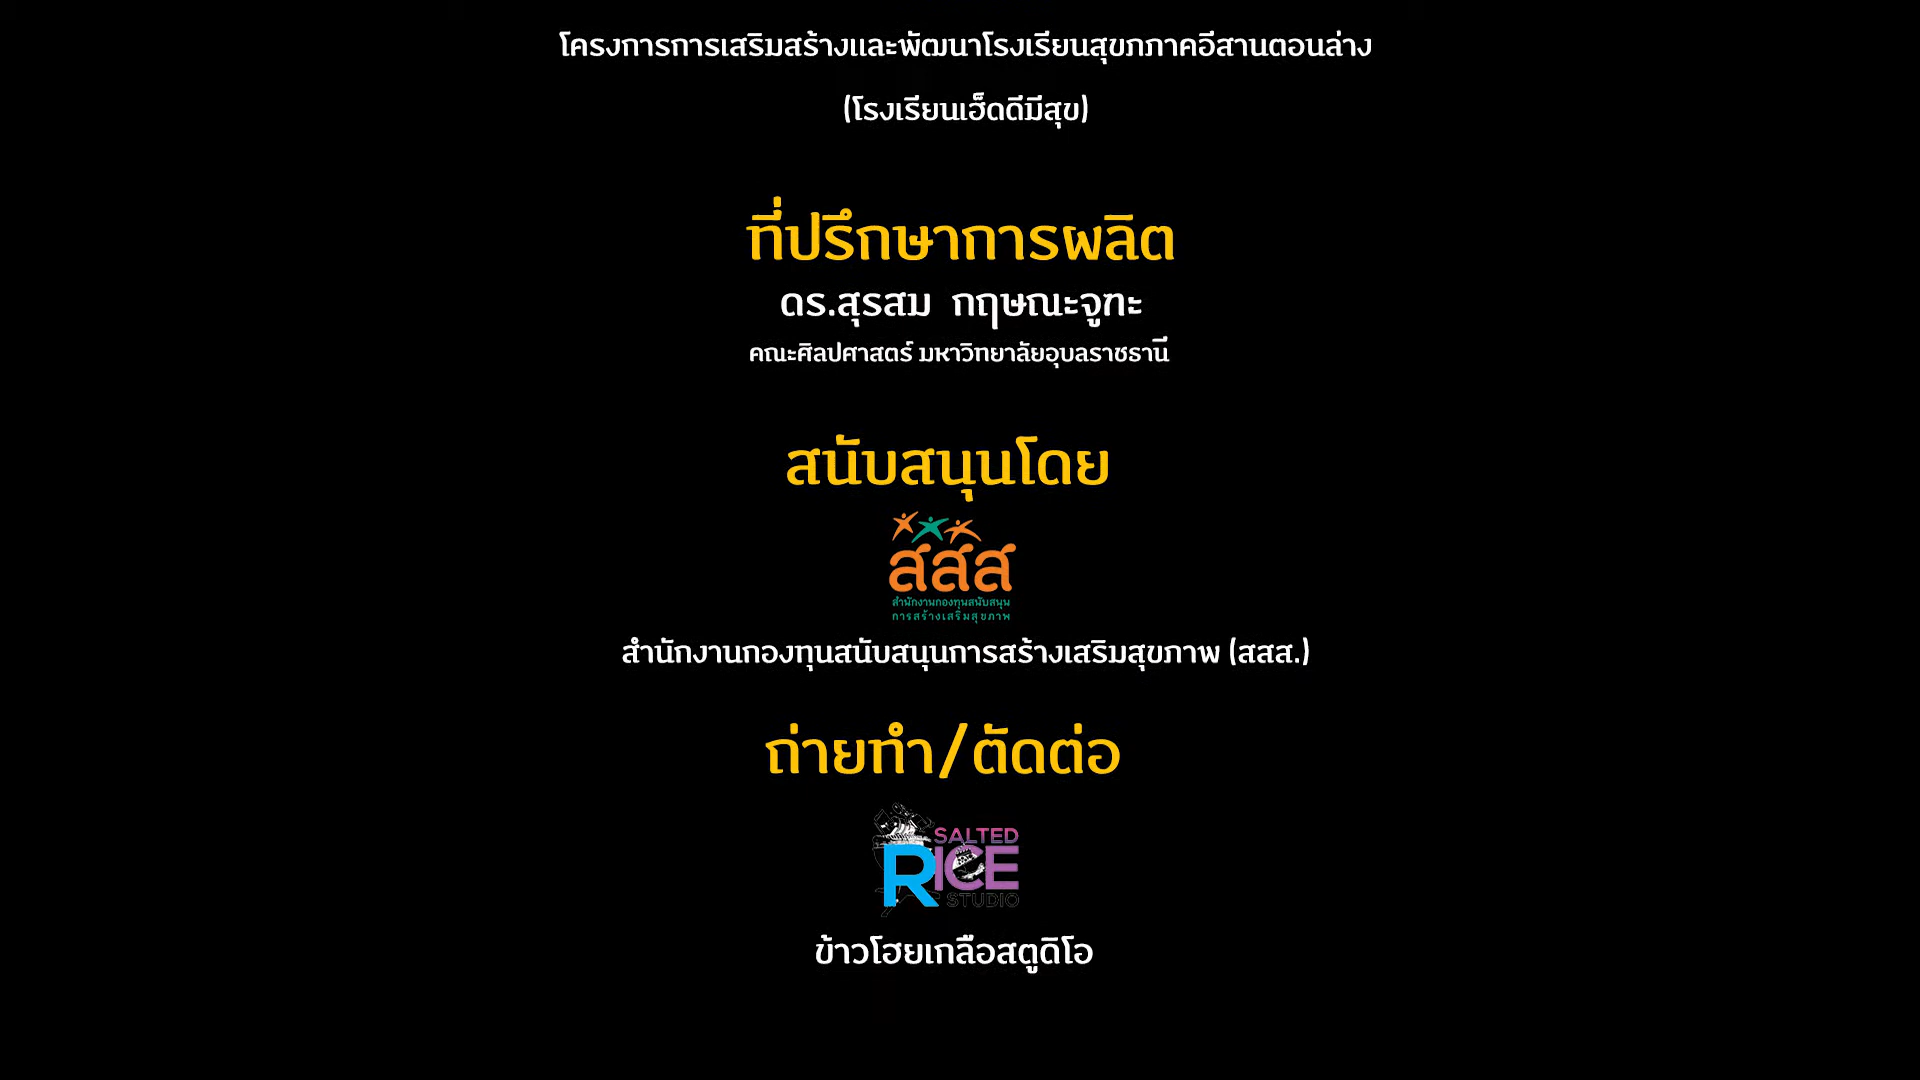 โครงการการเสริมสร้างและพัฒนาโรงเรียนสุขภภาคอีสานตอนล่าง
(โรงเรียนเฮ็ดดีมีสุข)
ที่ปรึกษาการผลิต
ดร.สุรสม กฤษณะจูฑะ
คณะศิลปศาสตร์ มหาวิทยาลัยอุบลราชธานี
สนับสนุนโดย
สสส
สำนักงานกองทุนสนับสนุน
การสร้างเสริมสุขภาพ
สำนักงานกองทุนสนับสนุนการสร้างเสริมสุขภาพ (สสส.)
ถ่ายทำ/ตัดต่อ
SALTED
RICE
STUDIO
ข้าวโฮยเกลือสตูดิโอ